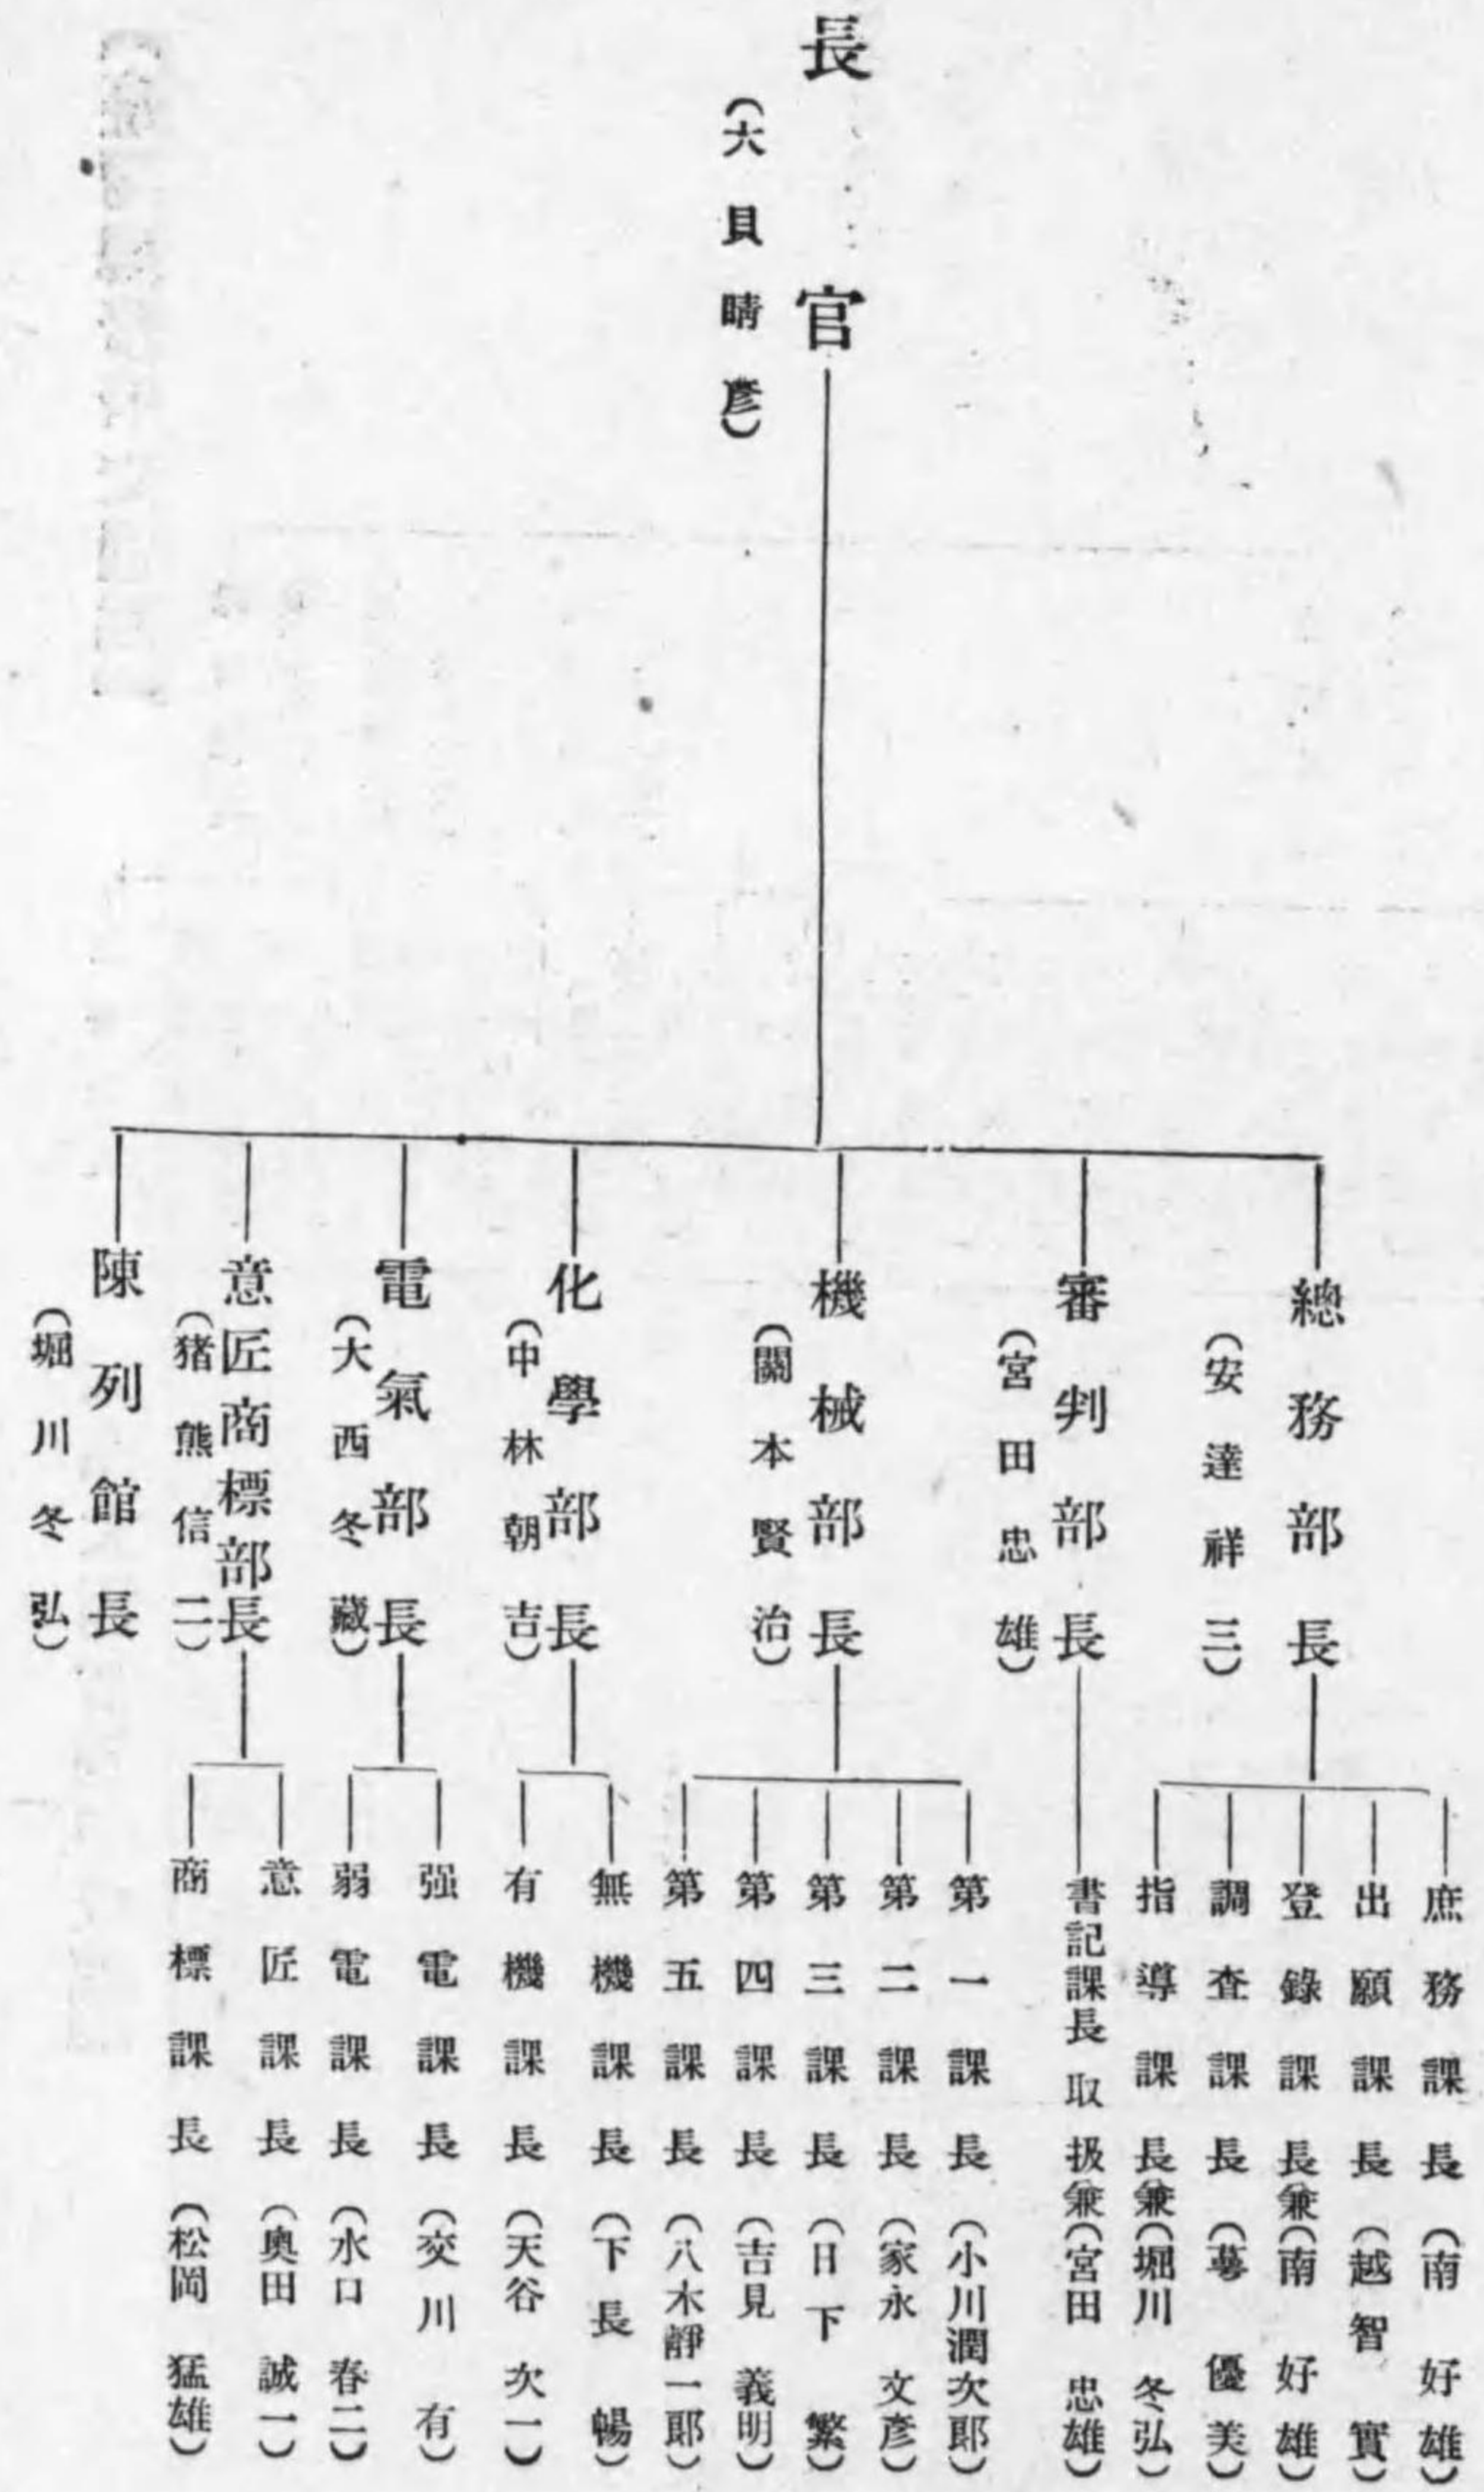 長官
(六貝晴彦)
總務部長
(安達祥三)
審判部長
(宮田忠雄)
機械部長
(關本賢治)
化學部長
(中林朝吉)
電氣部長
(大西冬藏)
意匠商標部長
(猪熊信二)
陳列館長
(堀川冬弘)
庶務課長(南好雄)
出願課長(越智實)
登錄課長(兼)(南好雄)
調査課長(蕚優美)
指導課長(兼)(堀川冬弘)
書記課長取扱(兼)(宮田忠雄)
第一課長(小川潤次郎)
第二課長(家永文彦)
第三課長(日下繁)
第四課長(吉見義明)
第五課長(八木靜一郎)
無機課長(下長暢)
有機課長(天谷次一)
强電課長(交川有)
弱電課長(水口春二)
意匠課長(奥田誠一)
商標課長(松岡猛雄)